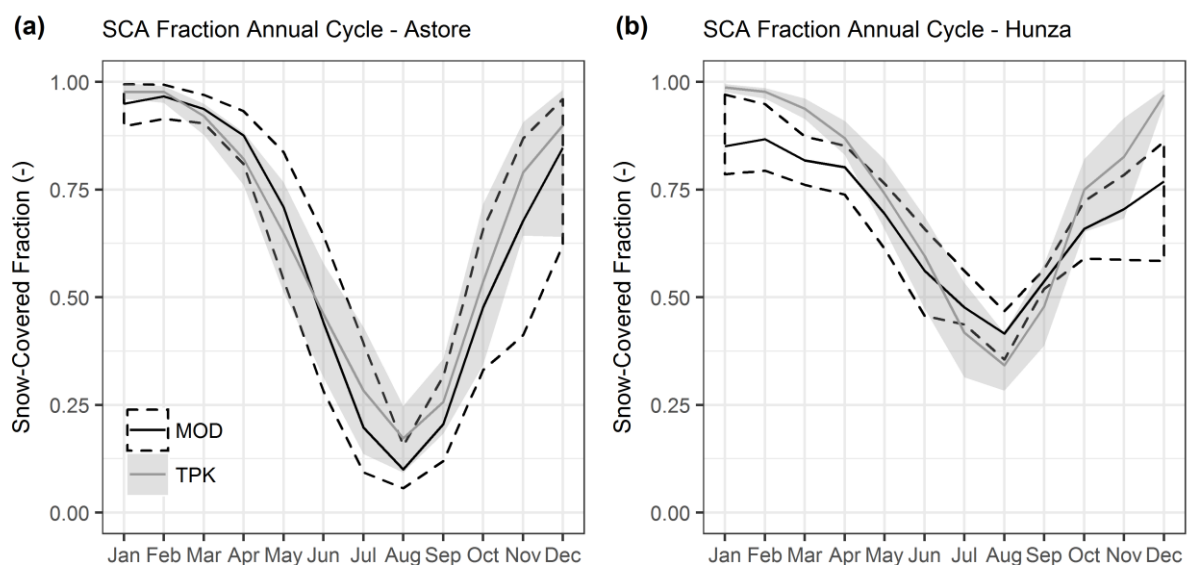 (a) SCA Fraction Annual Cycle - Astore
Snow-Covered Fraction (-)
1.00
0.75
0.50
0.25
0.00
MOD
TPK
Jan Feb Mar Apr May Jun Jul Aug Sep Oct Nov Dec
(b) SCA Fraction Annual Cycle - Hunza
Snow-Covered Fraction (-)
1.00
0.75
0.50
0.25
0.00
Jan Feb Mar Apr May Jun Jul Aug Sep Oct Nov Dec